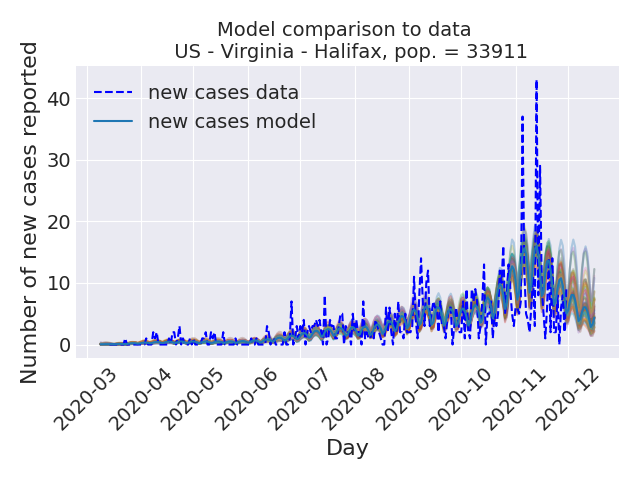 Model comparison to data
US - Virginia - Halifax, pop. = 33911
new cases data
new cases model
Number of new cases reported
40
30
20
10
0
2020-03
2020-04
2020-05
2020-06
2020-07
2020-08
2020-09
2020-10
2020-11
2020-12
Day